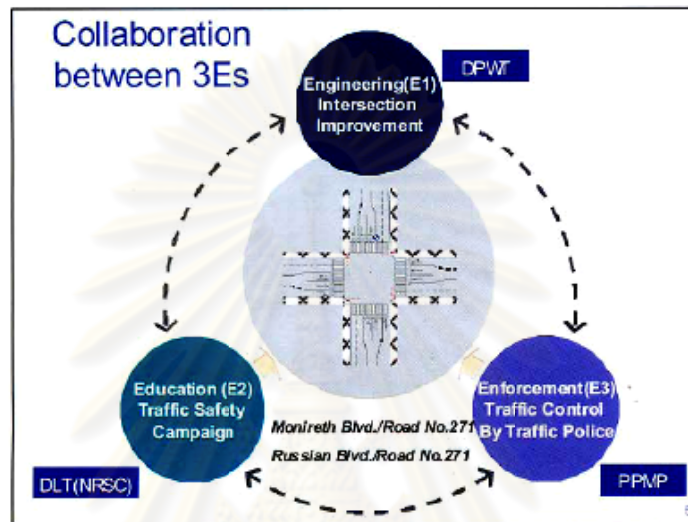 Collaboration
between 3Es
DPWT
Engineering(E1)
Intersection
Improvement
Education (E2)
Traffic Safety
Campaign
Enforcement(E3)
Traffic Control
By Traffic Police
Monireth Blvd./Road No.271
Russian Blvd./Road No.271
DLT(NRSC)
PPMP